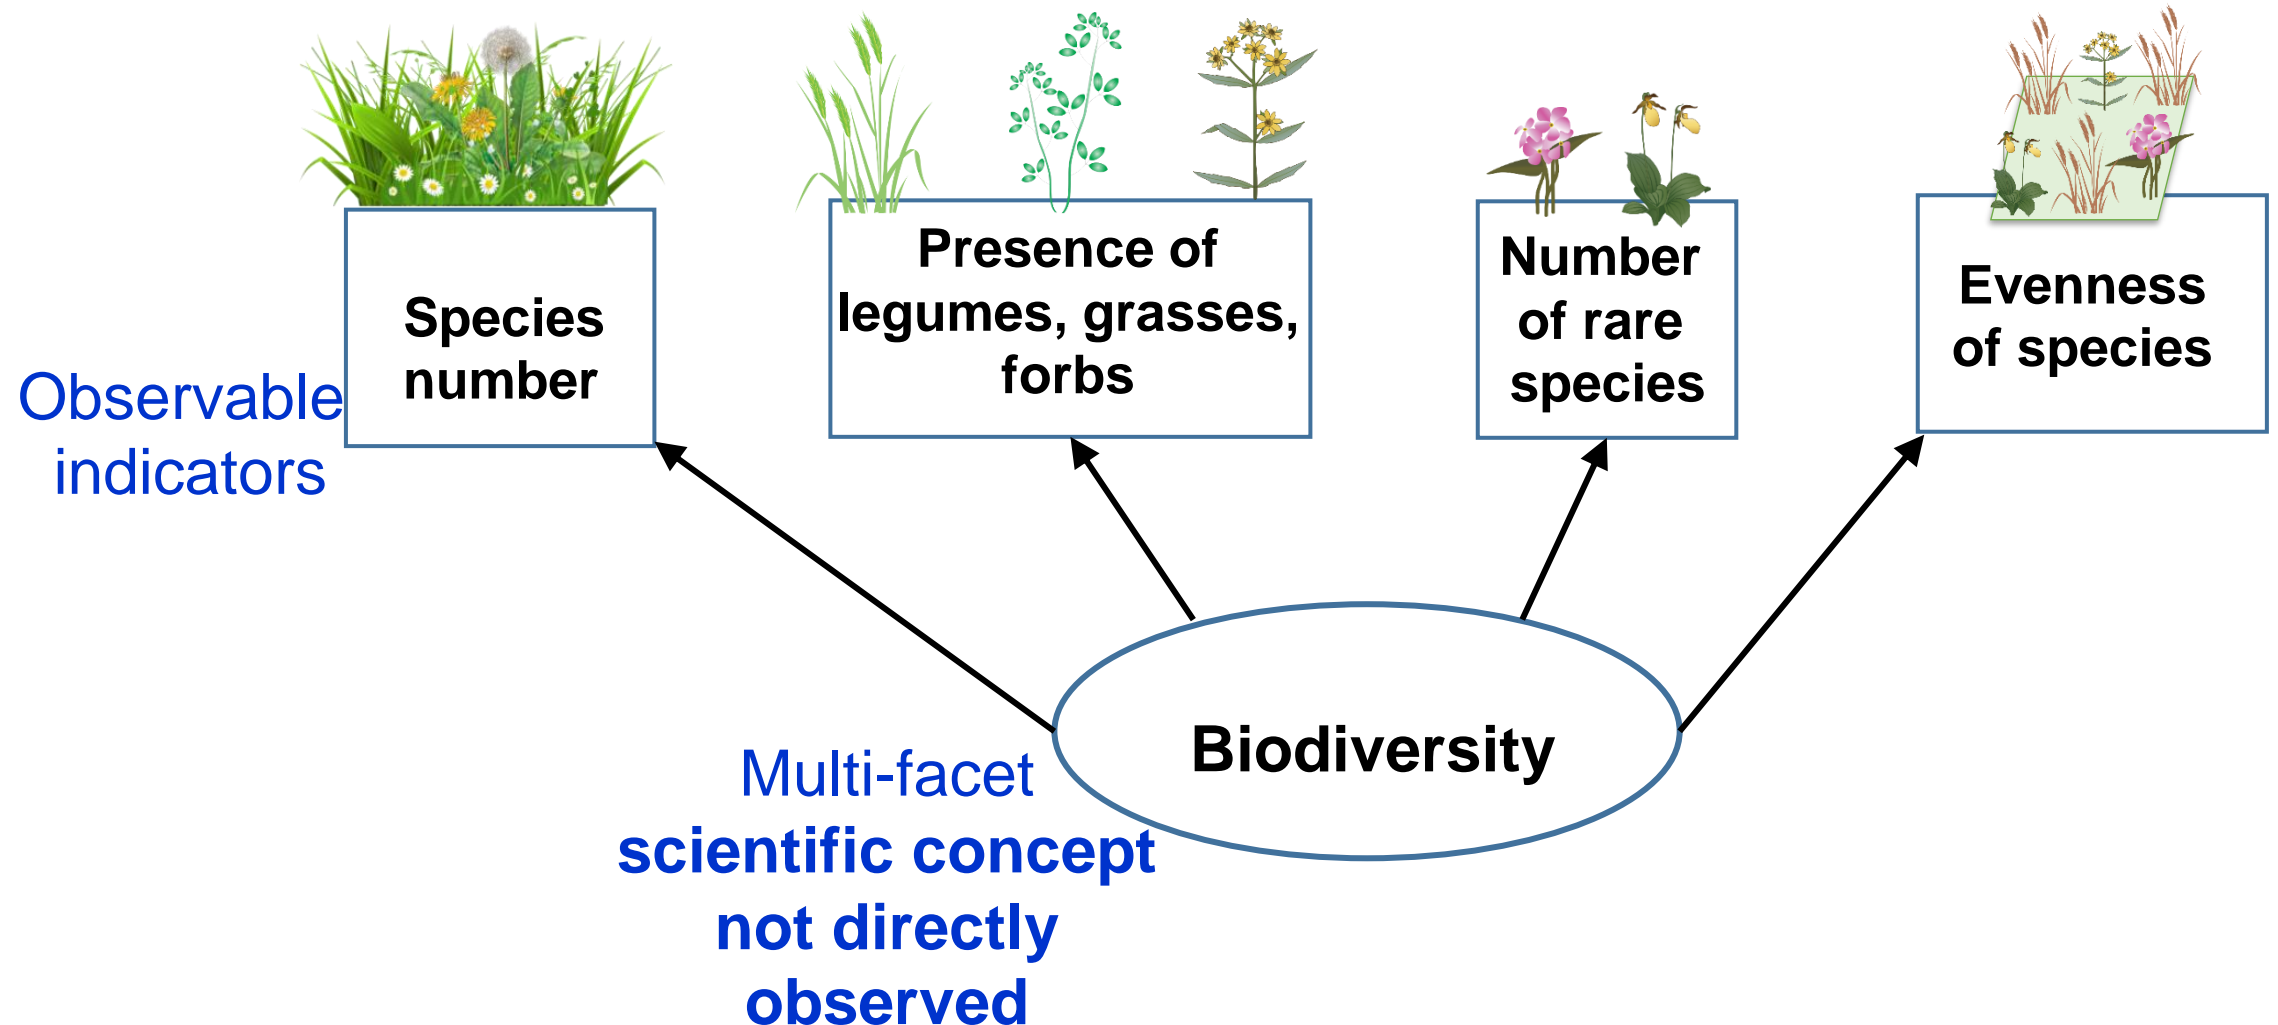 Species
number
Presence of
legumes, grasses,
forbs
Number
of rare
species
Evenness
of species
Observable
indicators
Biodiversity
Multi-facet
scientific concept
not directly
observed